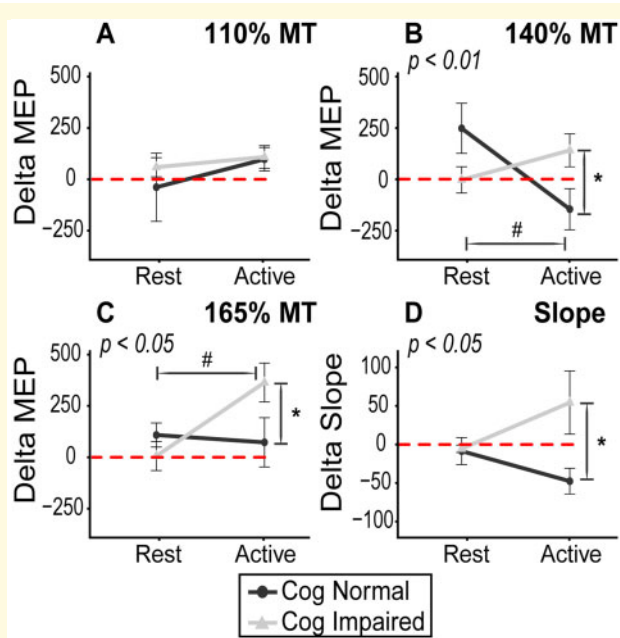 A 110% MT
Delta MEP
500
250
0
−250
Rest Active
B 140% MT
p < 0.01
Delta MEP
500
250
0
−250
*
#
Rest Active
C 165% MT
p < 0.05
Delta MEP
500
250
0
−250
#
*
Rest Active
D Slope
p < 0.05
Delta Slope
100
50
0
−50
−100
*
Rest Active
Cog Normal
Cog Impaired